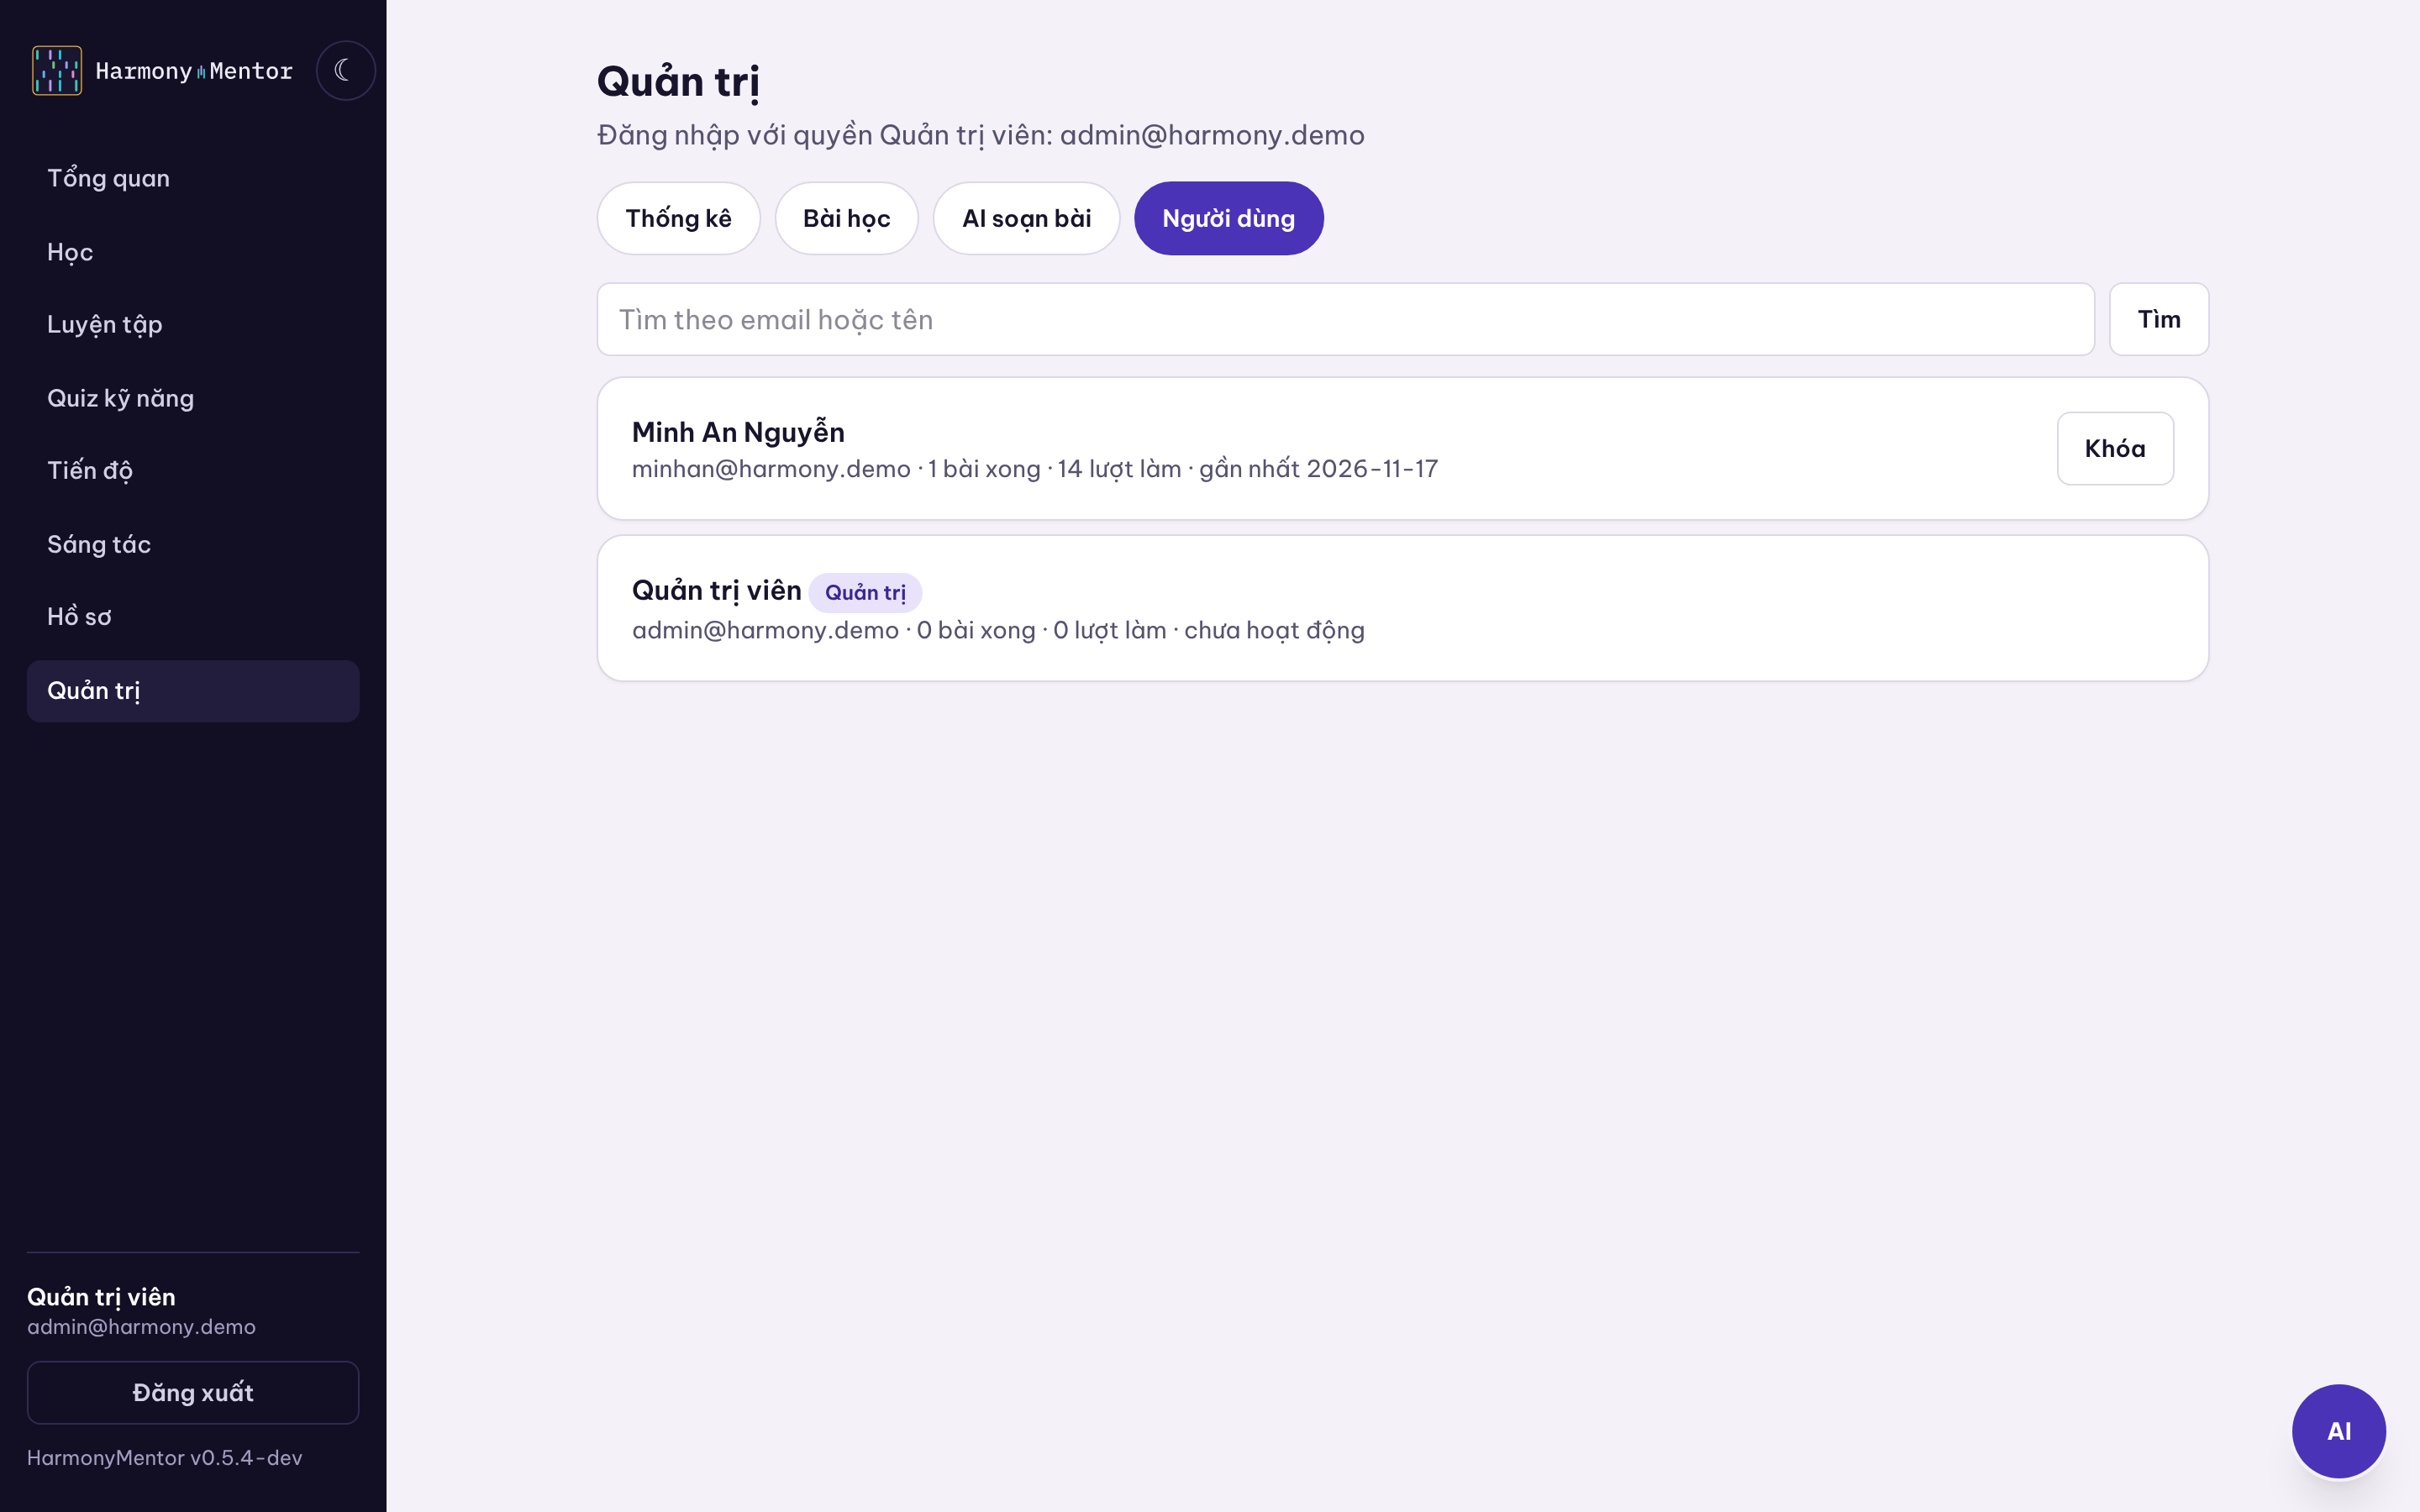 Harmony Mentor
Tổng quan
Học
Luyện tập
Quiz kỹ năng
Tiến độ
Sáng tác
Hồ sơ
Quản trị
Quản trị viên
admin@harmony.demo
Đăng xuất
HarmonyMentor v0.5.4-dev
Quản trị
Đăng nhập với quyền Quản trị viên: admin@harmony.demo
Thống kê Bài học AI soạn bài Người dùng
Tìm theo email hoặc tên Tìm
Minh An Nguyễn
minhan@harmony.demo · 1 bài xong · 14 lượt làm · gần nhất 2026-11-17
Khóa
Quản trị viên Quản trị
admin@harmony.demo · 0 bài xong · 0 lượt làm · chưa hoạt động
AI